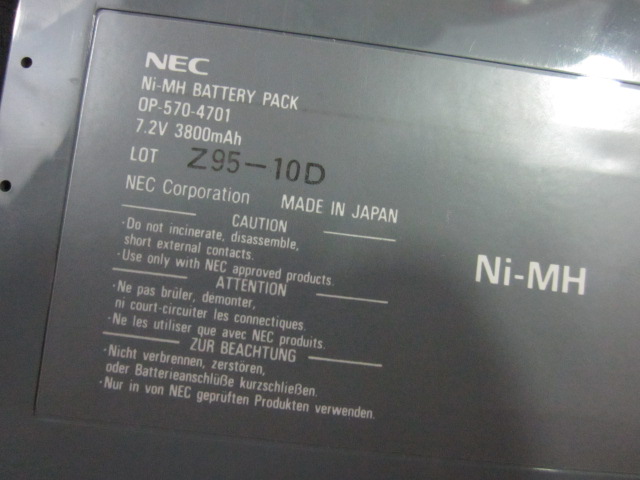 NEC
Ni-MH BATTERY PACK
OP-570-4701
7.2V 3800mAh
LOT Z95-10D
NEC Corporation MADE IN JAPAN
CAUTION
·Do not incinerate, disassemble,
short external contacts.
·Use only with NEC approved products.
ATTENTION
·Ne pas brûler, démonter,
ni court-circuiter les connectiques.
·Ne les utiliser que avec NEC produits.
ZUR BEACHTUNG
·Nicht verbrennen, zerstören,
oder Batterieanschlüße kurzschließen.
·Nur in von NEC geprüften Produkten verwenden.
Ni-MH